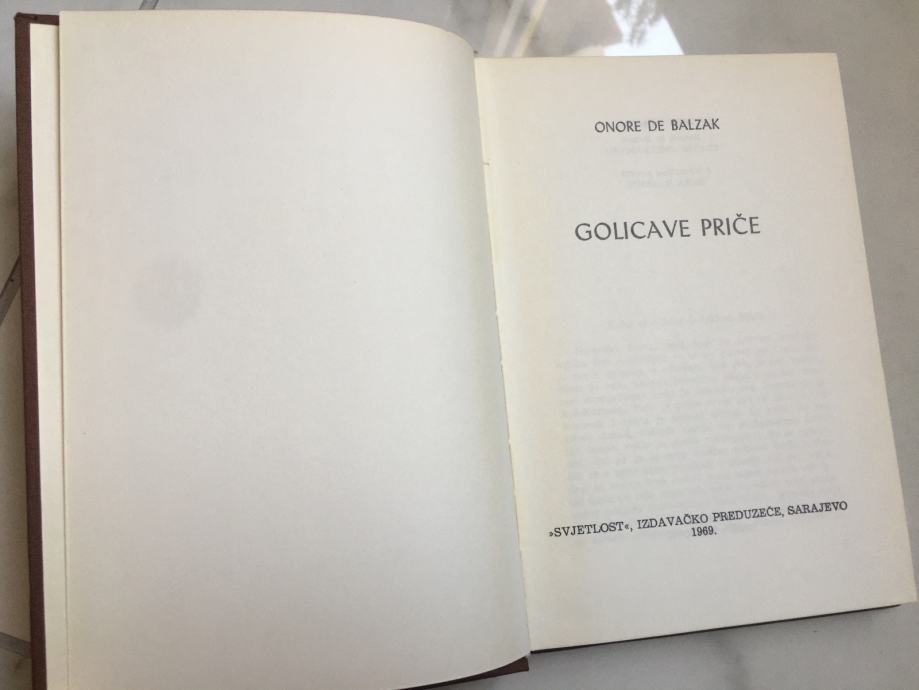 ONORE DE BALZAK
GOLICAVE PRIČE
»SVJETLOST«, IZDAVAČKO PREDUZEĆE, SARAJEVO
1969.